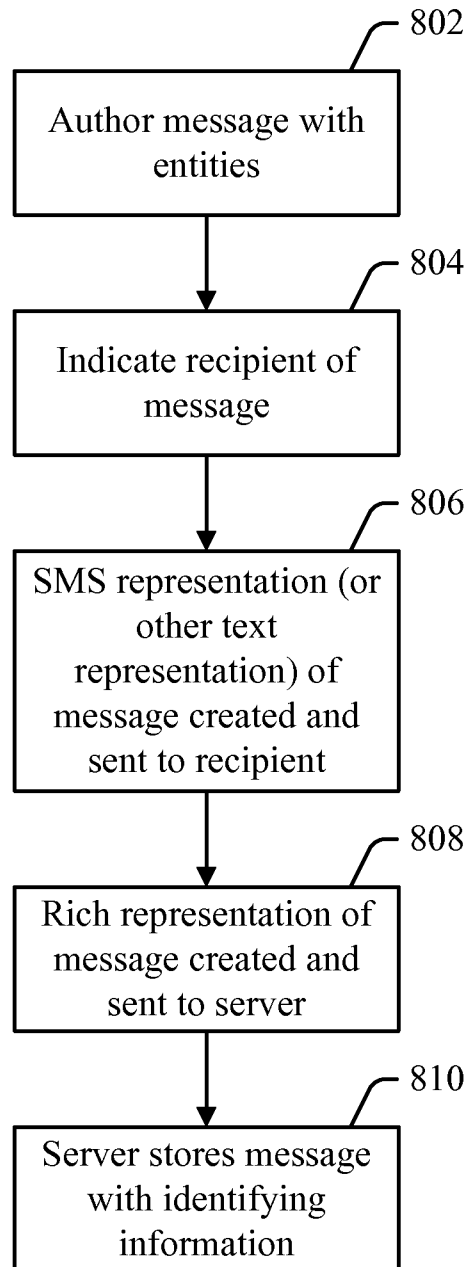 802
Author message with
entities
804
Indicate recipient of
message
806
SMS representation (or
other text
representation) of
message created and
sent to recipient
808
Rich representation of
message created and
sent to server
810
Server stores message
with identifying
information